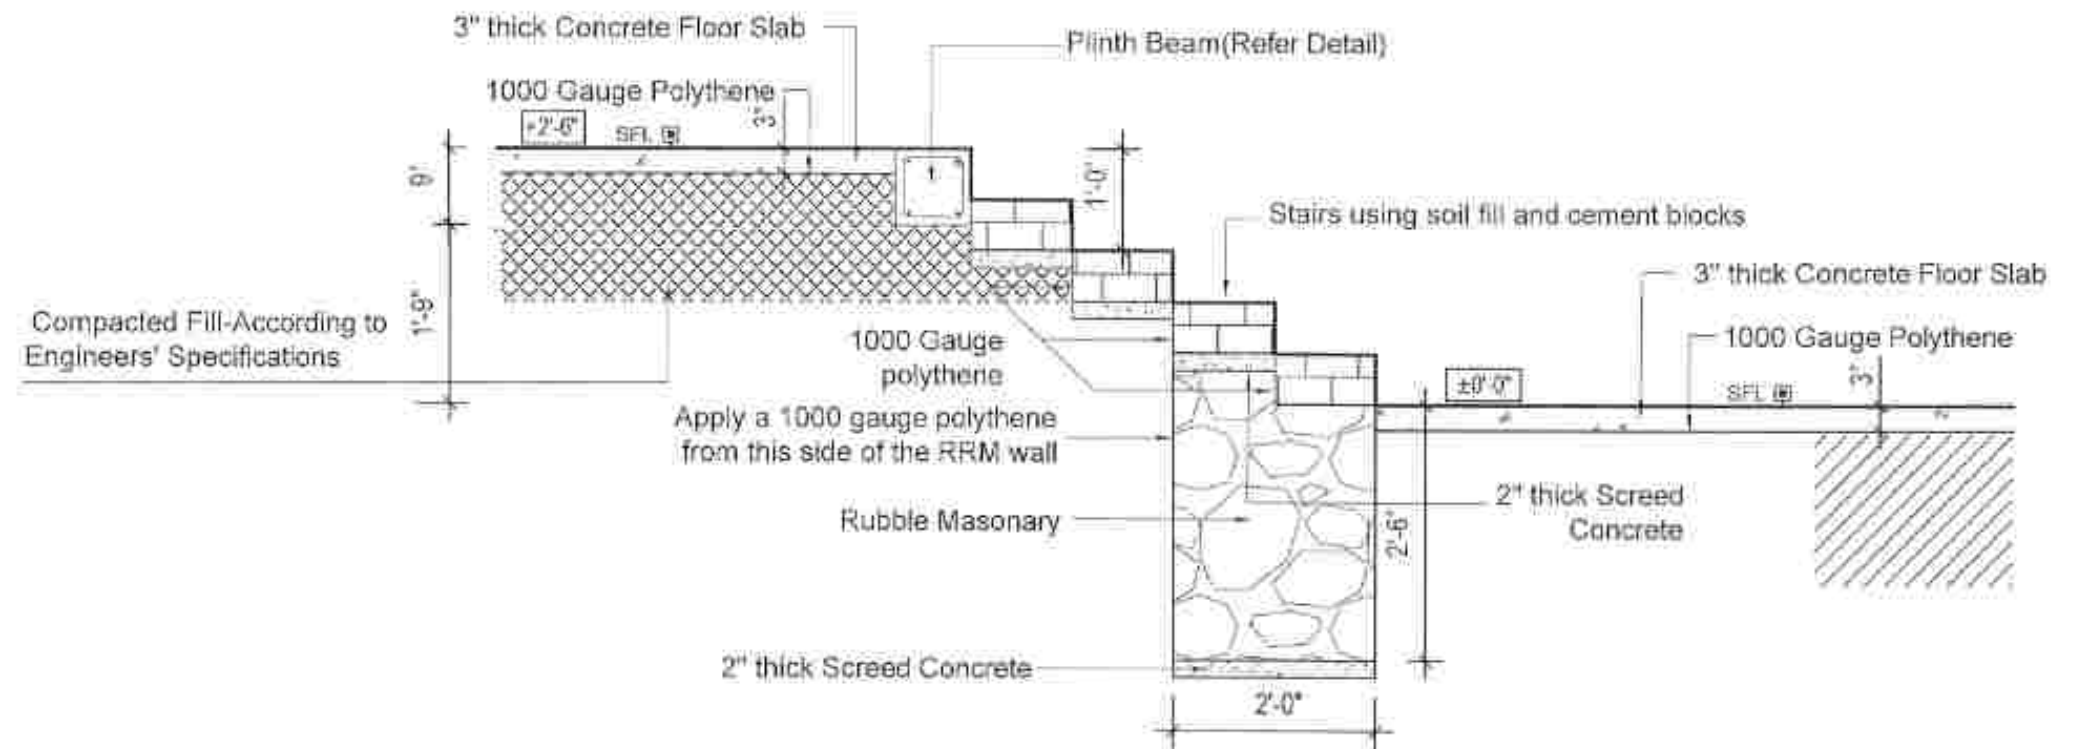 3" thick Concrete Floor Slab
Plinth Beam(Refer Detail)
1000 Gauge Polythene
3"
+2'-6"
SFL
9'
1'-0"
Stairs using soil fill and cement blocks
3" thick Concrete Floor Slab
Compacted Fill-According to
Engineers' Specifications
1'-9"
1000 Gauge
polythene
1000 Gauge Polythene
±0'-0"
SFL
3"
Apply a 1000 gauge polythene
from this side of the RRM wall
2" thick Screed
Concrete
Rubble Masonary
2'-6"
2" thick Screed Concrete
2'-0"